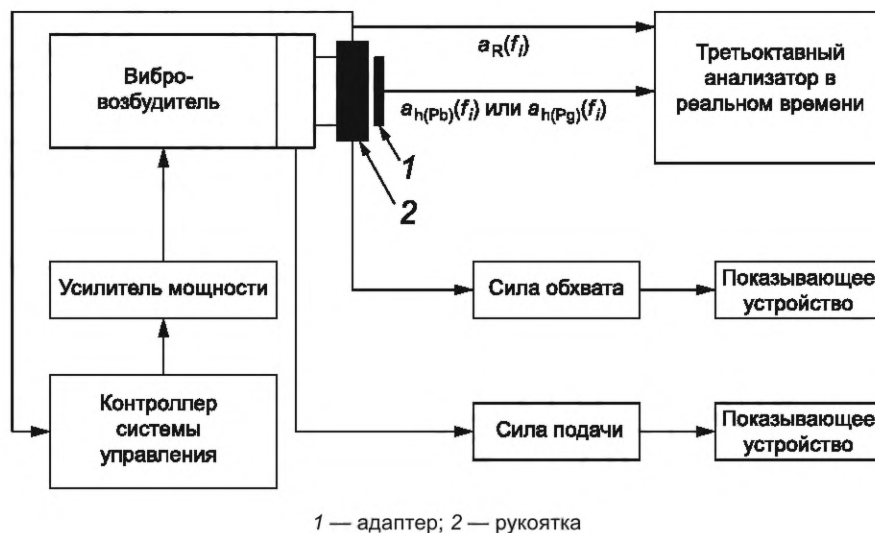 Вибро-
возбудитель
a_R(f_i)
a_h(Pb)(f_i) или a_h(Pg)(f_i)
Третьоктавный
анализатор в
реальном времени
1
2
Усилитель мощности
Сила обхвата
Показывающее
устройство
Контроллер
системы
управления
Сила подачи
Показывающее
устройство
1 — адаптер; 2 — рукоятка